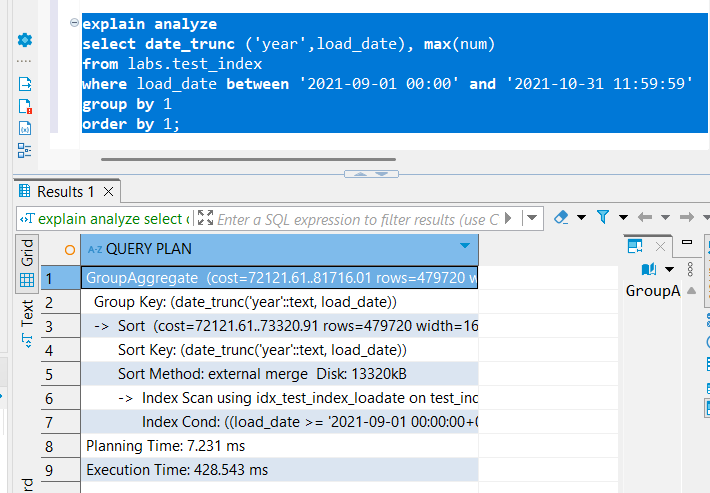 explain analyze
select date_trunc ('year',load_date), max(num)
from labs.test_index
where load_date between '2021-09-01 00:00' and '2021-10-31 11:59:59'
group by 1
order by 1;
Results 1
explain analyze select
Enter a SQL expression to filter results (use C
Grid
Text
A-Z QUERY PLAN
1 GroupAggregate (cost=72121.61..81716.01 rows=479720 w
2 Group Key: (date_trunc('year'::text, load_date))
3 -> Sort (cost=72121.61..73320.91 rows=479720 width=16
4 Sort Key: (date_trunc('year'::text, load_date))
5 Sort Method: external merge Disk: 13320kB
6 -> Index Scan using idx_test_index_loadate on test_ind
7 Index Cond: ((load_date >= '2021-09-01 00:00:00+0
8 Planning Time: 7.231 ms
9 Execution Time: 428.543 ms
GroupA
rd